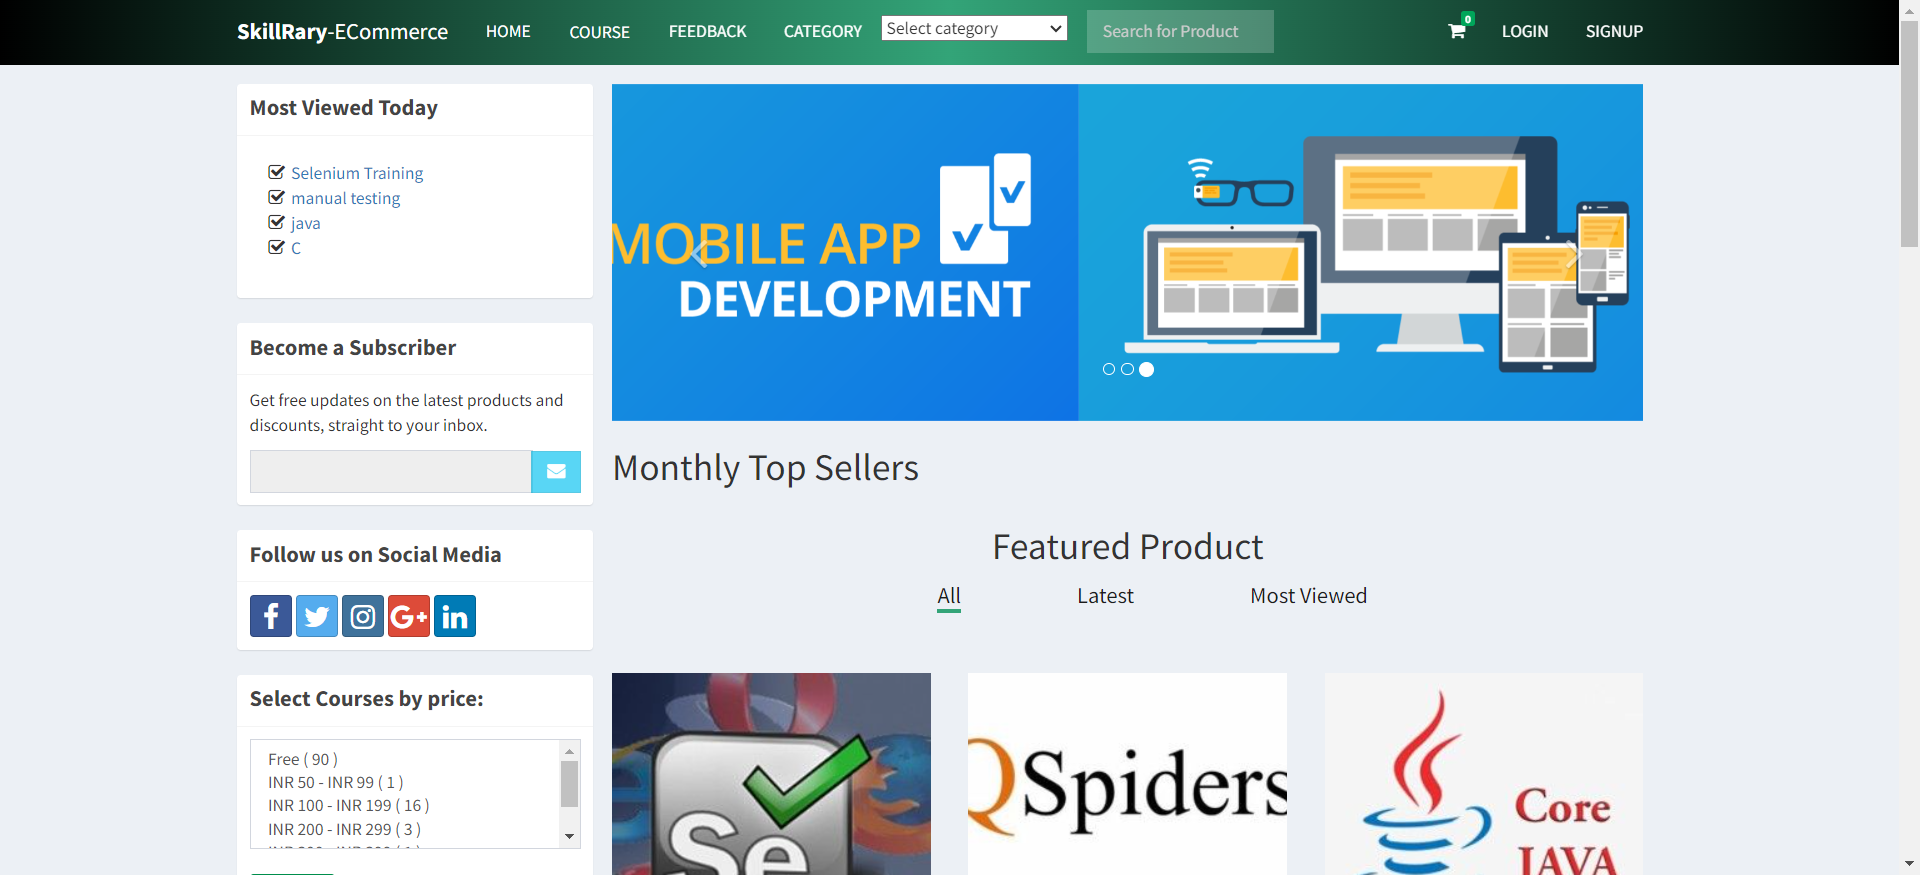 SkillRary-ECommerce
HOME
COURSE
FEEDBACK
CATEGORY
Select category
Search for Product
0
LOGIN
SIGNUP
Most Viewed Today
Selenium Training
manual testing
java
C
Become a Subscriber
Get free updates on the latest products and
discounts, straight to your inbox.
Follow us on Social Media
Select Courses by price:
Free ( 90 )
INR 50 - INR 99 ( 1 )
INR 100 - INR 199 ( 16 )
INR 200 - INR 299 ( 3 )
MOBILE APP
DEVELOPMENT
Monthly Top Sellers
Featured Product
All
Latest
Most Viewed
Se
QSpiders
Core
JAVA